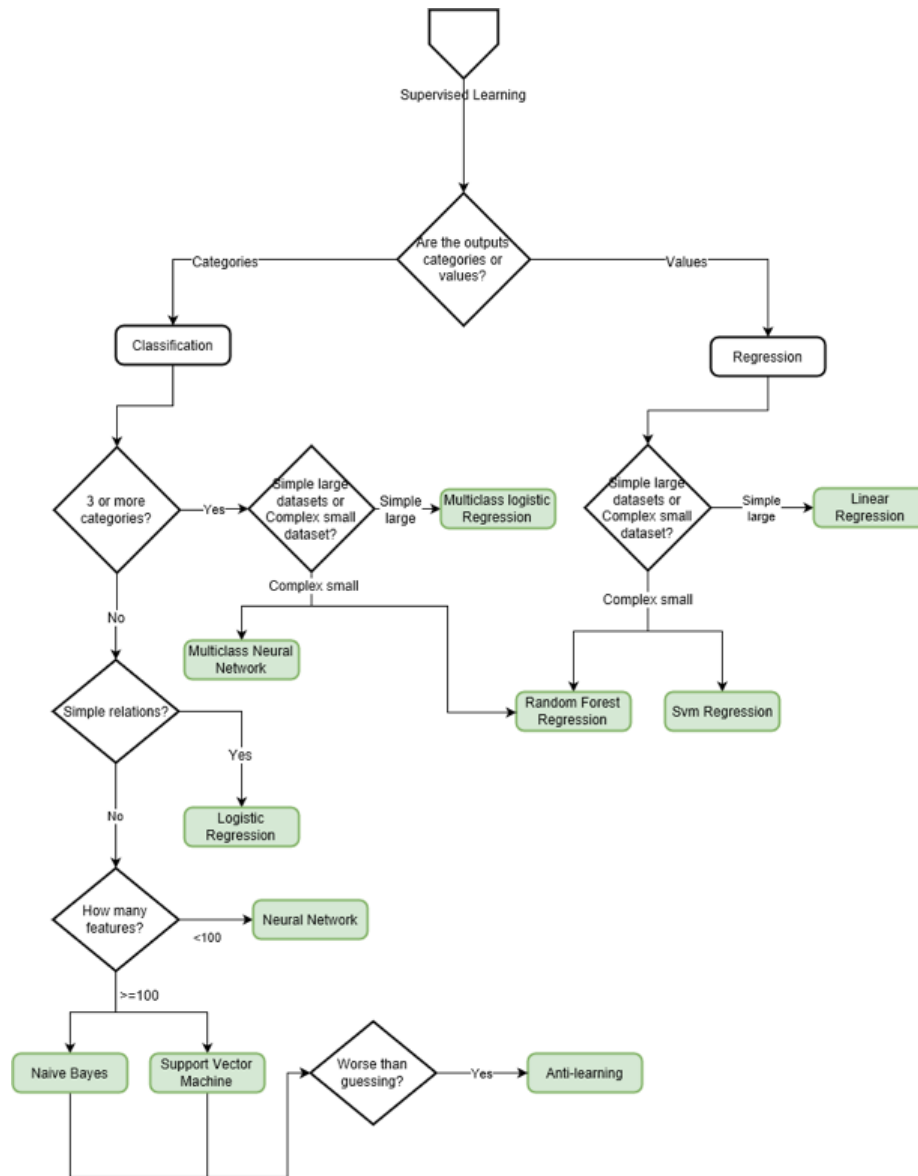 Supervised Learning
Are the outputs
categories or
values?
Categories
Values
Classification
Regression
3 or more
categories?
Yes
Simple large
datasets or
Complex small
dataset?
Simple
large
Multiclass logistic
Regression
Simple large
datasets or
Complex small
dataset?
Simple
large
Linear
Regression
Complex small
Complex small
No
Multiclass Neural
Network
Random Forest
Regression
Svm Regression
Simple relations?
Yes
No
Logistic
Regression
How many
features?
<100
Neural Network
>=100
Naive Bayes
Support Vector
Machine
Worse than
guessing?
Yes
Anti-learning